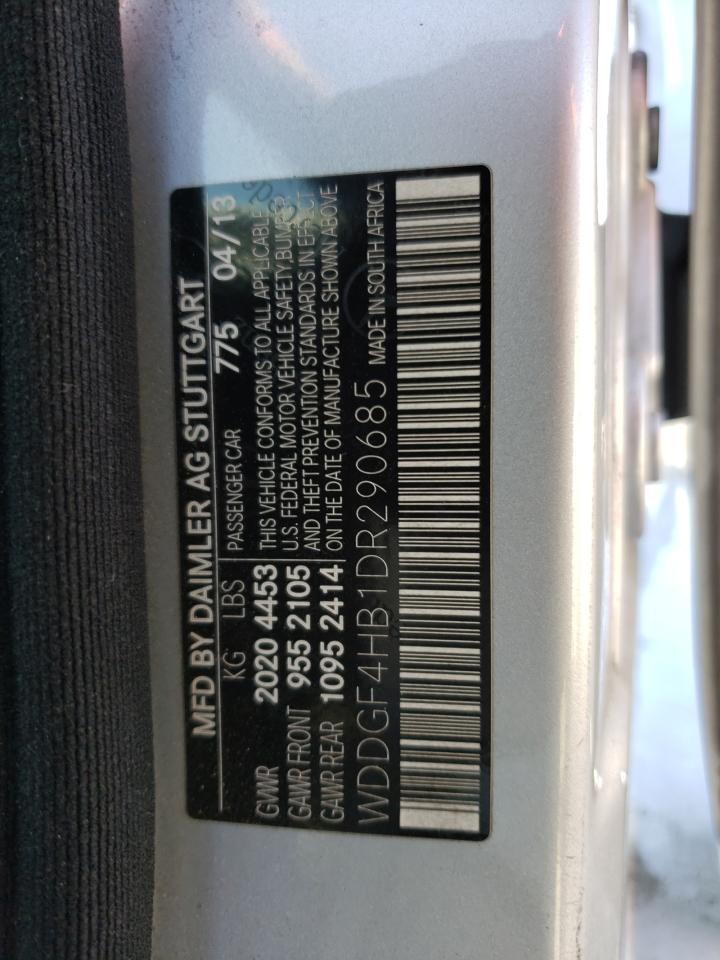 MFD BY DAIMLER AG STUTTGART
KG LBS PASSENGER CAR 775 04/13
GVWR 2020 4453 THIS VEHICLE CONFORMS TO ALL APPLICABLE
GAWR FRONT 955 2105 U.S. FEDERAL MOTOR VEHICLE SAFETY, BUMPER,
AND THEFT PREVENTION STANDARDS IN EFFECT
GAWR REAR 1095 2414 ON THE DATE OF MANUFACTURE SHOWN ABOVE
WDDGF4HB1DR290685 MADE IN SOUTH AFRICA